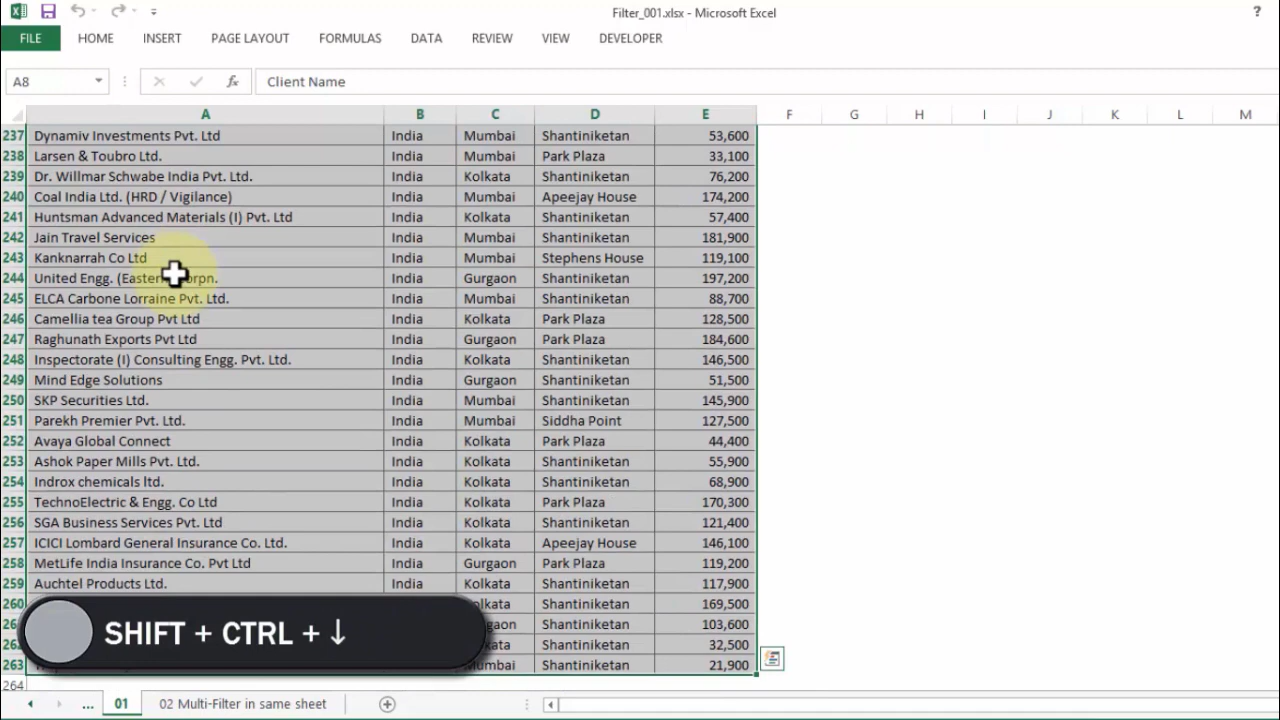 Filter_001.xlsx - Microsoft Excel
?
FILE HOME INSERT PAGE LAYOUT FORMULAS DATA REVIEW VIEW DEVELOPER
A8 fx Client Name
A B C D E F G H I J K L M
237 Dynamiv Investments Pvt. Ltd India Mumbai Shantiniketan 53,600
238 Larsen & Toubro Ltd. India Mumbai Park Plaza 33,100
239 Dr. Willmar Schwabe India Pvt. Ltd. India Kolkata Shantiniketan 76,200
240 Coal India Ltd. (HRD / Vigilance) India Mumbai Apeejay House 174,200
241 Huntsman Advanced Materials (I) Pvt. Ltd India Kolkata Shantiniketan 57,400
242 Jain Travel Services India Mumbai Shantiniketan 181,900
243 Kanknarrah Co Ltd India Mumbai Stephens House 119,100
244 United Engg. (Easter orpn. India Gurgaon Shantiniketan 197,200
245 ELCA Carbone Lorraine Pvt. Ltd. India Mumbai Shantiniketan 88,700
246 Camellia tea Group Pvt Ltd India Mumbai Park Plaza 128,500
247 Raghunath Exports Pvt Ltd India Gurgaon Park Plaza 184,600
248 Inspectorate (I) Consulting Engg. Pvt. Ltd. India Kolkata Shantiniketan 146,500
249 Mind Edge Solutions India Gurgaon Shantiniketan 51,500
250 SKP Securities Ltd. India Mumbai Shantiniketan 145,900
251 Parekh Premier Pvt. Ltd. India Mumbai Siddha Point 127,500
252 Avaya Global Connect India Kolkata Park Plaza 44,400
253 Ashok Paper Mills Pvt. Ltd. India Kolkata Shantiniketan 55,900
254 Indrox chemicals ltd. India Kolkata Shantiniketan 68,900
255 TechnoElectric & Engg. Co Ltd India Kolkata Park Plaza 170,300
256 SGA Business Services Pvt. Ltd India Kolkata Shantiniketan 121,400
257 ICICI Lombard General Insurance Co. Ltd. India Kolkata Apeejay House 146,100
258 MetLife India Insurance Co. Pvt Ltd India Gurgaon Park Plaza 119,200
259 Auchtel Products Ltd. India Kolkata Shantiniketan 117,900
260 olkata Shantiniketan 169,500
urgaon Shantiniketan 103,600
SHIFT + CTRL + ↓
kata Shantiniketan 32,500
263 Mumbai Shantiniketan 21,900
264
... 01 02 Multi-Filter in same sheet